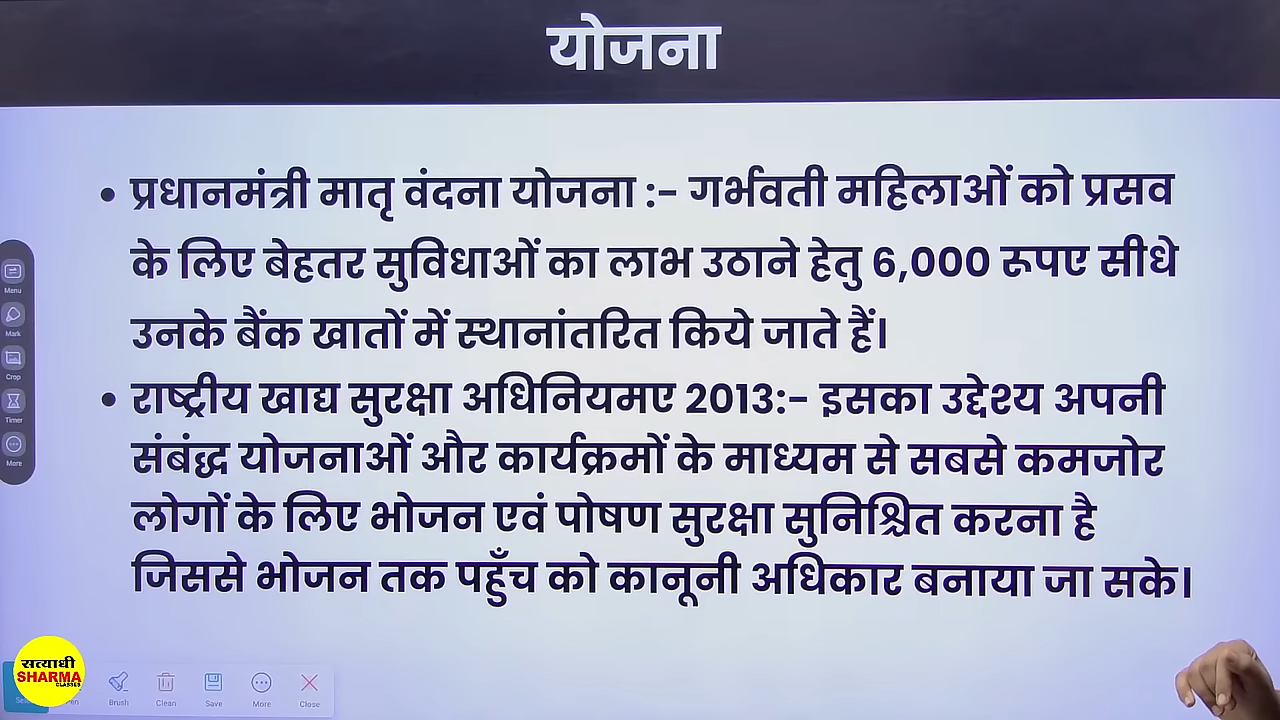 योजना
• प्रधानमंत्री मातृ वंदना योजना :- गर्भवती महिलाओं को प्रसव
के लिए बेहतर सुविधाओं का लाभ उठाने हेतु 6,000 रूपए सीधे
उनके बैंक खातों में स्थानांतरित किये जाते हैं।
• राष्ट्रीय खाद्य सुरक्षा अधिनियमए 2013:- इसका उद्देश्य अपनी
संबंद्ध योजनाओं और कार्यक्रमों के माध्यम से सबसे कमजोर
लोगों के लिए भोजन एवं पोषण सुरक्षा सुनिश्चित करना है
जिससे भोजन तक पहुँच को कानूनी अधिकार बनाया जा सके।
Menu
Mark
Crop
Timer
More
सत्याधी
SHARMA
CLASSES
Brush
Clean
Save
More
Close